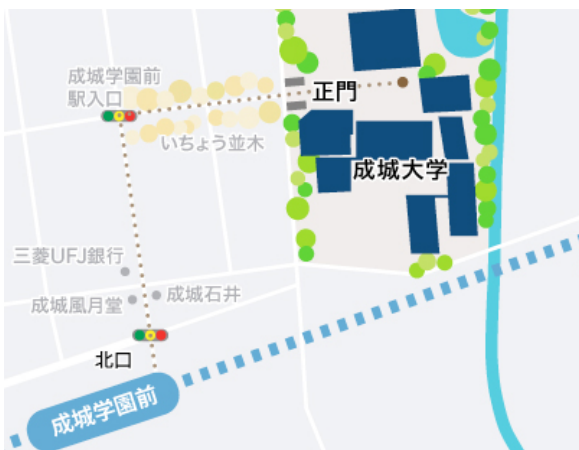 成城学園前
駅入口
正門
いちょう並木
成城大学
三菱UFJ銀行
成城石井
成城風月堂
北口
成城学園前